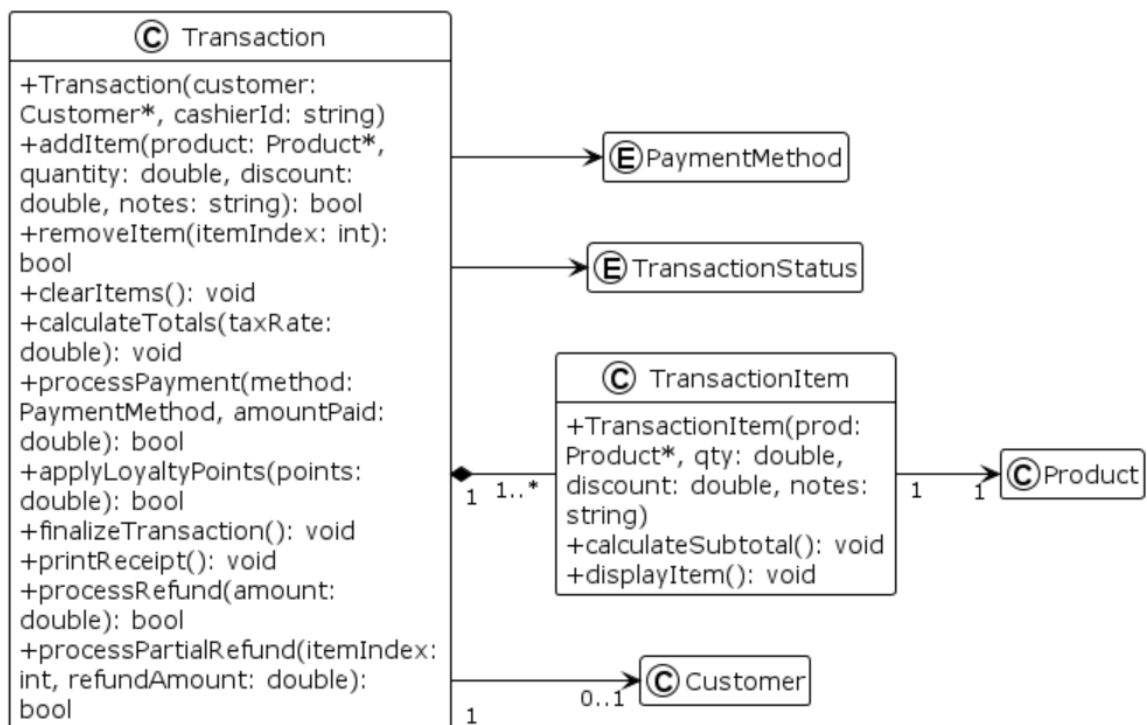 C Transaction
+Transaction(customer:
Customer*, cashierId: string)
+addItem(product: Product*,
quantity: double, discount:
double, notes: string): bool
+removeItem(itemIndex: int):
bool
+clearItems(): void
+calculateTotals(taxRate:
double): void
+processPayment(method:
PaymentMethod, amountPaid:
double): bool
+applyLoyaltyPoints(points:
double): bool
+finalizeTransaction(): void
+printReceipt(): void
+processRefund(amount:
double): bool
+processPartialRefund(itemIndex:
int, refundAmount: double):
bool
E PaymentMethod
E TransactionStatus
1
1..*
C TransactionItem
+TransactionItem(prod:
Product*, qty: double,
discount: double, notes:
string)
+calculateSubtotal(): void
+displayItem(): void
1
1
C Product
1
0..1
C Customer